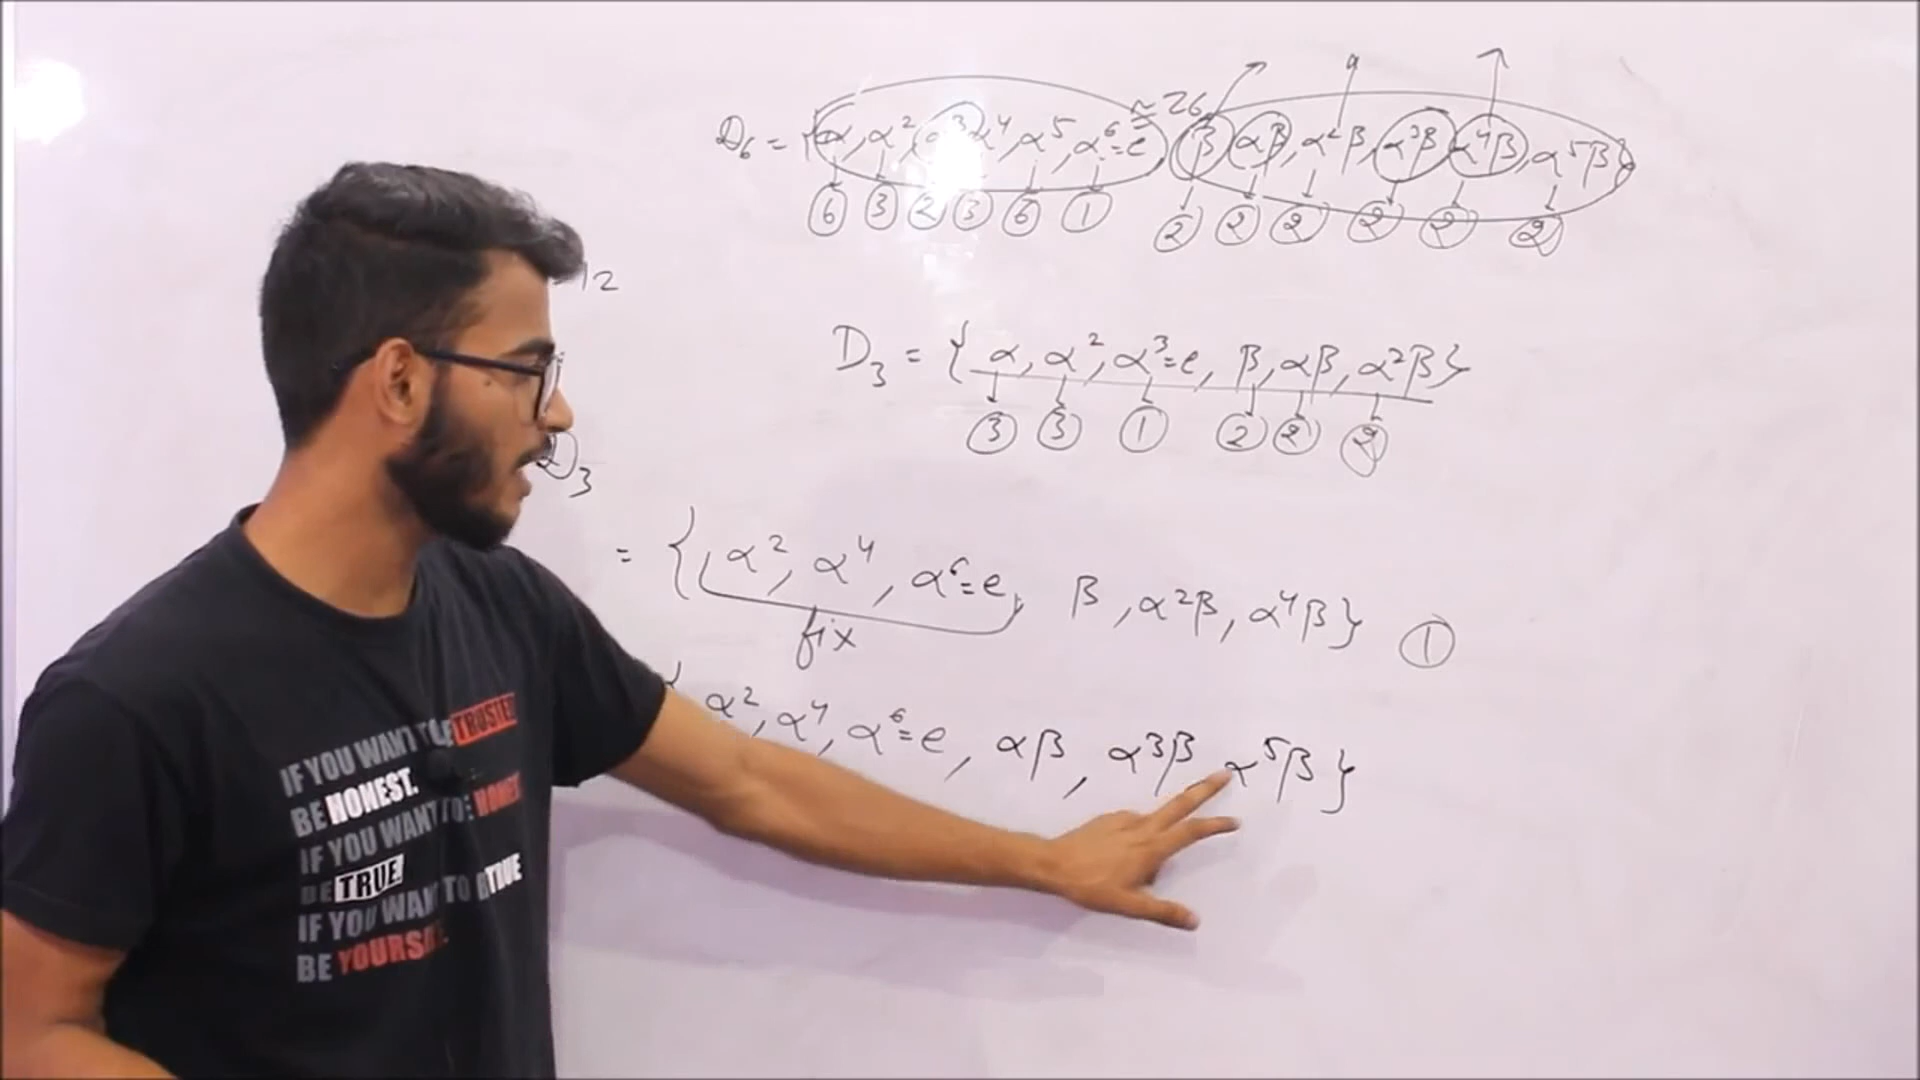 D₆ = {α, α², α³, α⁴, α⁵, α⁶=e, β, αβ, α²β, α³β, α⁴β, α⁵β}
≈ Z6
6 3 2 3 6 1 2 2 2 2 2 2
12
D₃ = {α, α², α³=e, β, αβ, α²β}
3 3 1 2 2 2
D₃
= {α², α⁴, α⁶=e, β, α²β, α⁴β} 1
fix
α², α⁴, α⁶=e, αβ, α³β, α⁵β}
IF YOU WANT TO BE TRUSTED
BE HONEST.
IF YOU WANT TO BE HONEST
BE TRUE.
IF YOU WANT TO BE TRUE
BE YOURSELF.